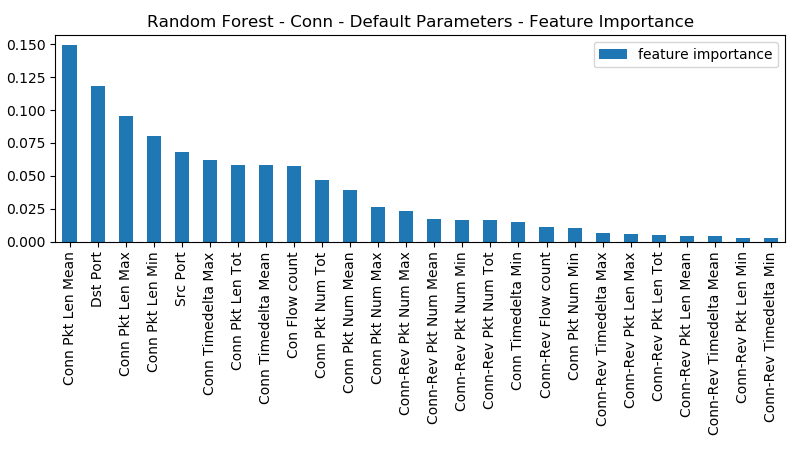 Random Forest - Conn - Default Parameters - Feature Importance
feature importance
0.150
0.125
0.100
0.075
0.050
0.025
0.000
Conn Pkt Len Mean
Dst Port
Conn Pkt Len Max
Conn Pkt Len Min
Src Port
Conn Timedelta Max
Conn Pkt Len Tot
Conn Timedelta Mean
Con Flow count
Conn Pkt Num Tot
Conn Pkt Num Mean
Conn Pkt Num Max
Conn-Rev Pkt Num Max
Conn-Rev Pkt Num Mean
Conn-Rev Pkt Num Min
Conn-Rev Pkt Num Tot
Conn Timedelta Min
Conn-Rev Flow count
Conn Pkt Num Min
Conn-Rev Timedelta Max
Conn-Rev Pkt Len Max
Conn-Rev Pkt Len Tot
Conn-Rev Pkt Len Mean
Conn-Rev Timedelta Mean
Conn-Rev Pkt Len Min
Conn-Rev Timedelta Min